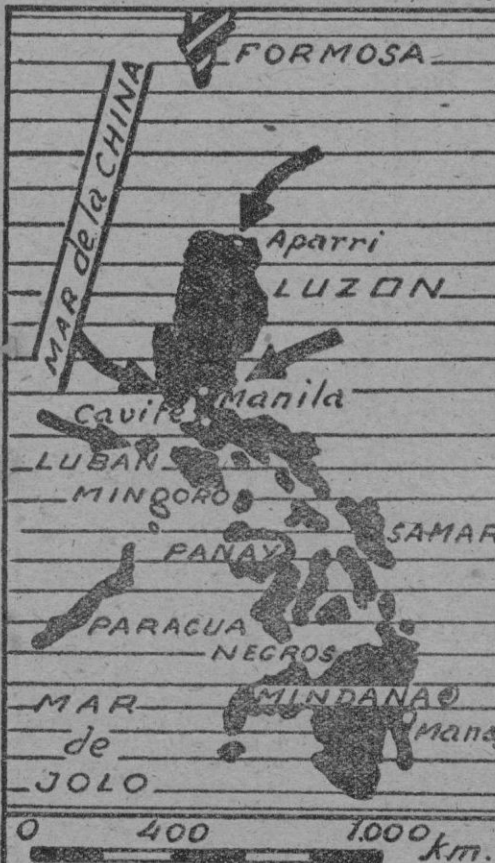 FORMOSA
MAR de la CHINA
Aparri
LUZON
Manila
Cavite
LUBAN
MINDORO
SAMAR
PANAY
PARAGUA
NEGROS
MINDANAO
MAR
de
JOLO
0 400 1.000 km.